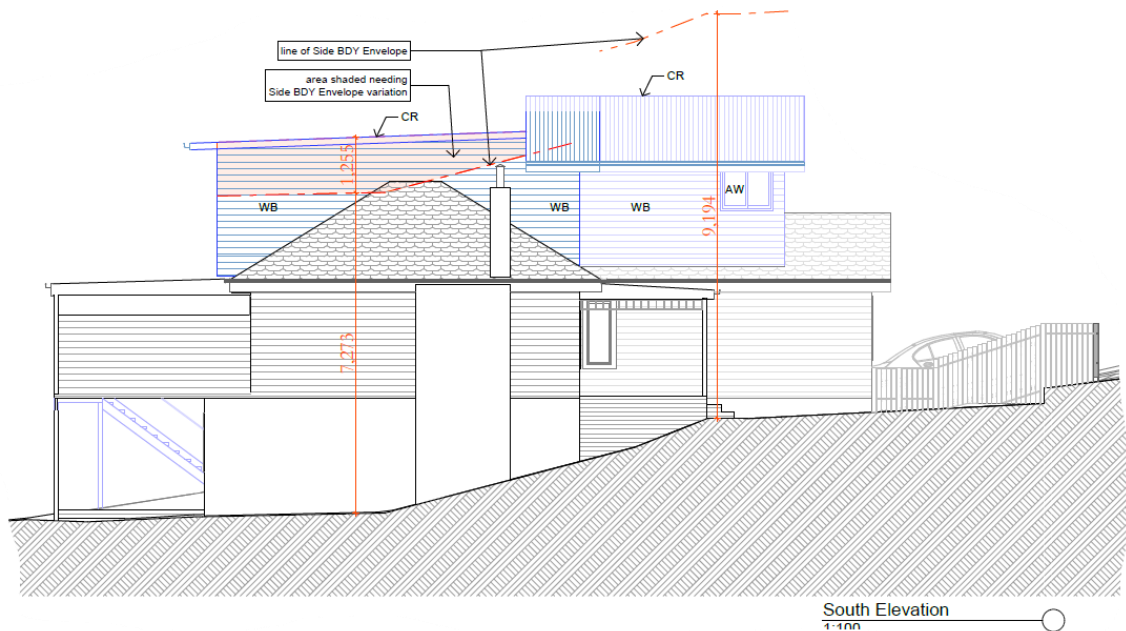 line of Side BDY Envelope
area shaded needing
Side BDY Envelope variation
CR
CR
1,255
AW
WB
WB
WB
9,194
7,273
South Elevation
1:100